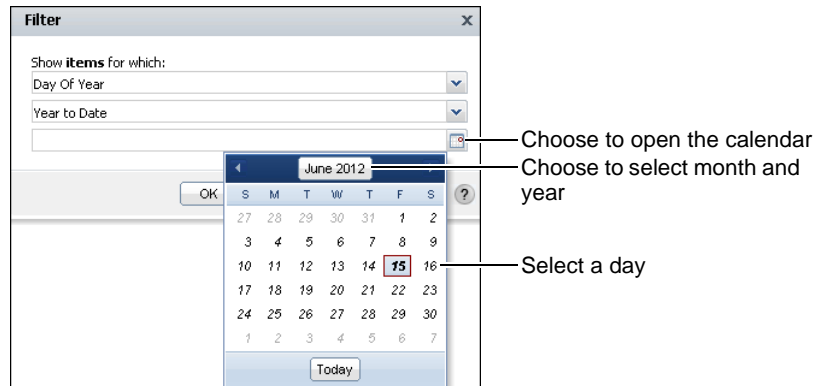 Filter x
Show items for which:
Day Of Year
Year to Date
Choose to open the calendar
June 2012
Choose to select month and
year
OK
?
S M T W T F S
27 28 29 30 31 1 2
3 4 5 6 7 8 9
10 11 12 13 14 15 16
Select a day
17 18 19 20 21 22 23
24 25 26 27 28 29 30
1 2 3 4 5 6 7
Today